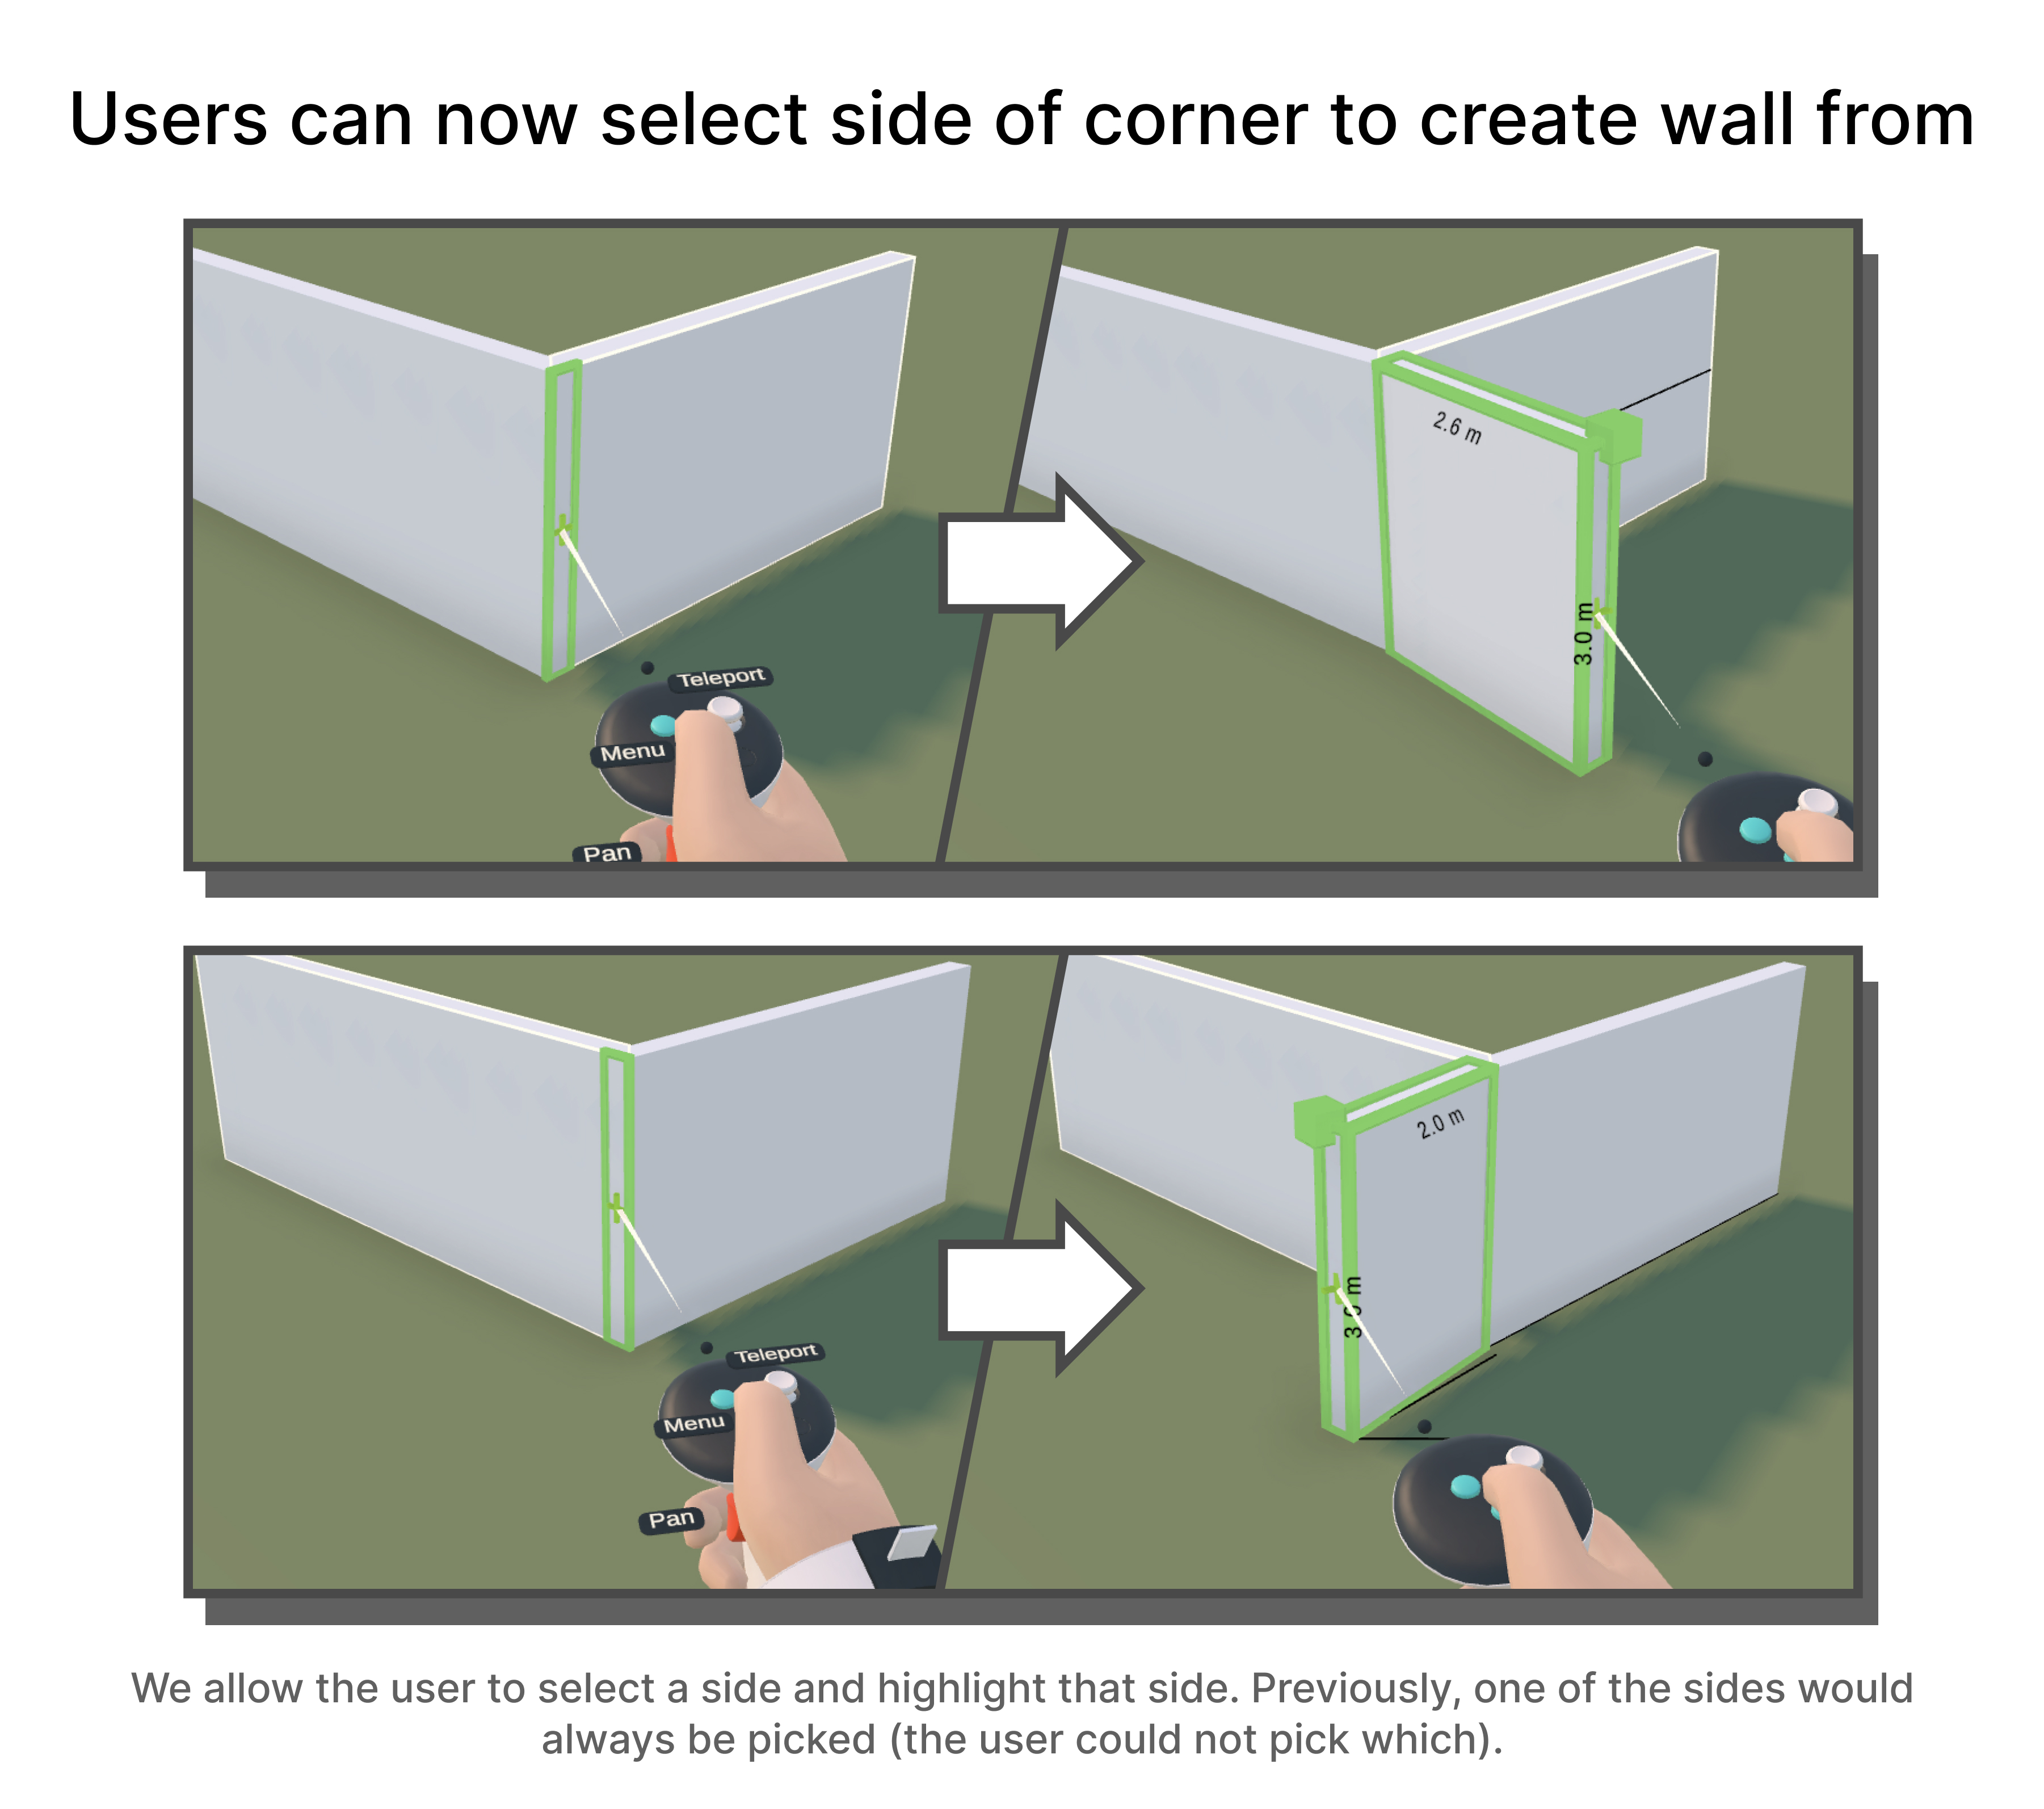 Users can now select side of corner to create wall from
2.6 m
3.0 m
Teleport
Menu
Pan
2.0 m
Teleport
Menu
Pan
We allow the user to select a side and highlight that side. Previously, one of the sides would
always be picked (the user could not pick which).